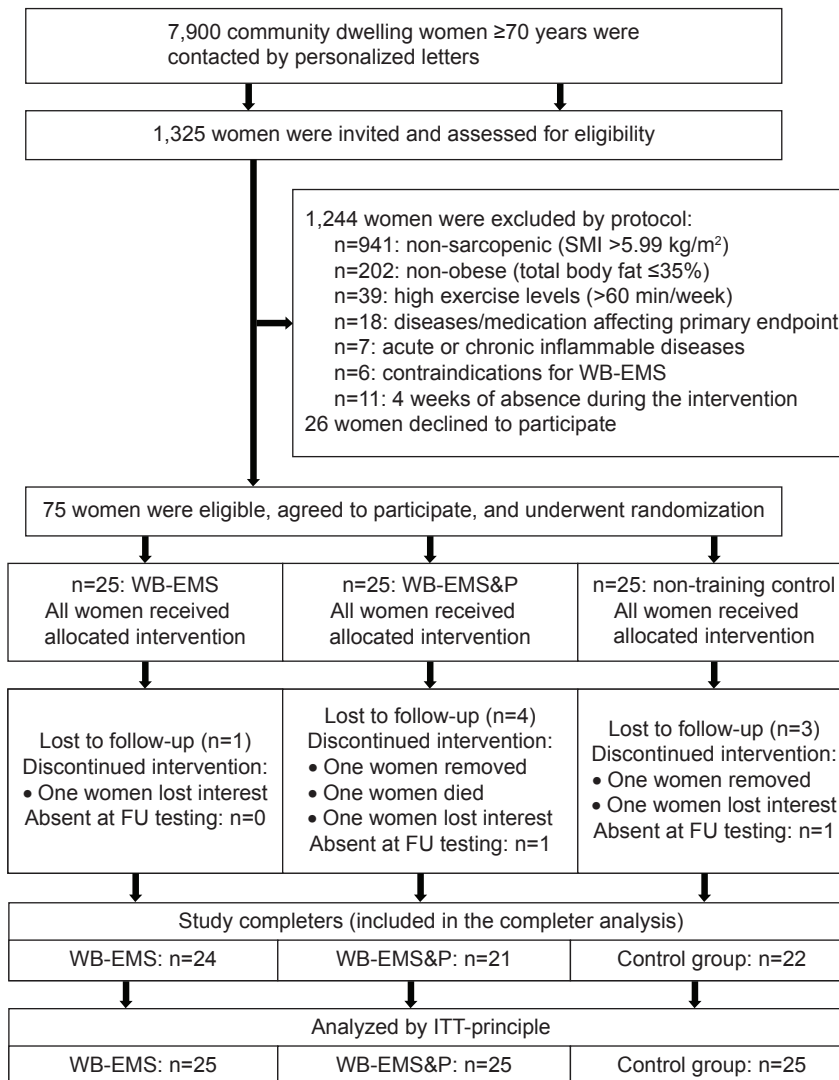 7,900 community dwelling women ≥70 years were
contacted by personalized letters
1,325 women were invited and assessed for eligibility
1,244 women were excluded by protocol:
n=941: non-sarcopenic (SMI >5.99 kg/m²)
n=202: non-obese (total body fat ≤35%)
n=39: high exercise levels (>60 min/week)
n=18: diseases/medication affecting primary endpoint
n=7: acute or chronic inflammable diseases
n=6: contraindications for WB-EMS
n=11: 4 weeks of absence during the intervention
26 women declined to participate
75 women were eligible, agreed to participate, and underwent randomization
n=25: WB-EMS
All women received
allocated intervention
n=25: WB-EMS&P
All women received
allocated intervention
n=25: non-training control
All women received
allocated intervention
Lost to follow-up (n=1)
Discontinued intervention:
• One women lost interest
Absent at FU testing: n=0
Lost to follow-up (n=4)
Discontinued intervention:
• One women removed
• One women died
• One women lost interest
Absent at FU testing: n=1
Lost to follow-up (n=3)
Discontinued intervention:
• One women removed
• One women lost interest
Absent at FU testing: n=1
Study completers (included in the completer analysis)
WB-EMS: n=24
WB-EMS&P: n=21
Control group: n=22
Analyzed by ITT-principle
WB-EMS: n=25
WB-EMS&P: n=25
Control group: n=25